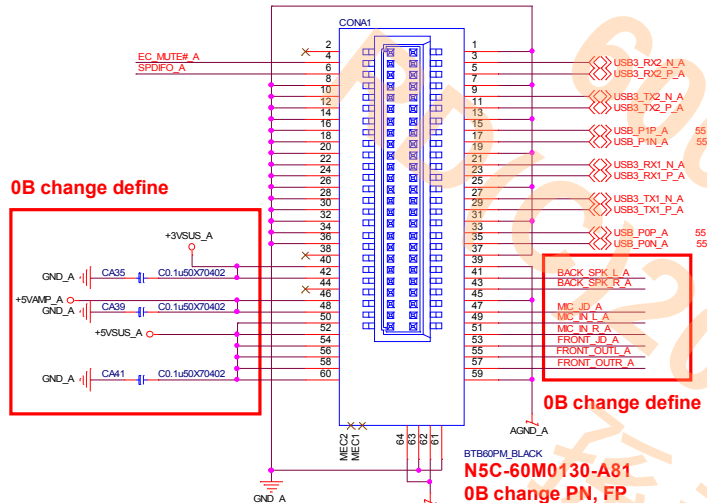 CONA1
2
1
EC_MUTE#_A
4
3
USB3_RX2_N_A
SPDIFO_A
6
5
USB3_RX2_P_A
8
7
10
9
USB3_TX2_N_A
12
11
USB3_TX2_P_A
14
13
16
15
USB_P1P_A 55
18
17
USB_P1N_A 55
20
19
22
21
USB3_RX1_N_A
24
23
USB3_RX1_P_A
26
25
28
27
USB3_TX1_N_A
30
29
USB3_TX1_P_A
32
31
34
33
USB_P0P_A 55
36
35
USB_P0N_A 55
38
37
40
39
42
41
BACK_SPK_L_A
44
43
BACK_SPK_R_A
46
45
48
47
MIC_JD_A
50
49
MIC_IN_L_A
52
51
MIC_IN_R_A
54
53
FRONT_JD_A
56
55
FRONT_OUTL_A
58
57
FRONT_OUTR_A
60
59
0B change define
+3VSUS_A
GND_A CA35 C0.1u50X70402
+5VAMP_A
GND_A CA39 C0.1u50X70402
+5VSUS_A
GND_A CA41 C0.1u50X70402
0B change define
AGND_A
MEC2
MEC1
64
63
62
61
BTB60PM_BLACK
N5C-60M0130-A81
0B change PN, FP
GND_A